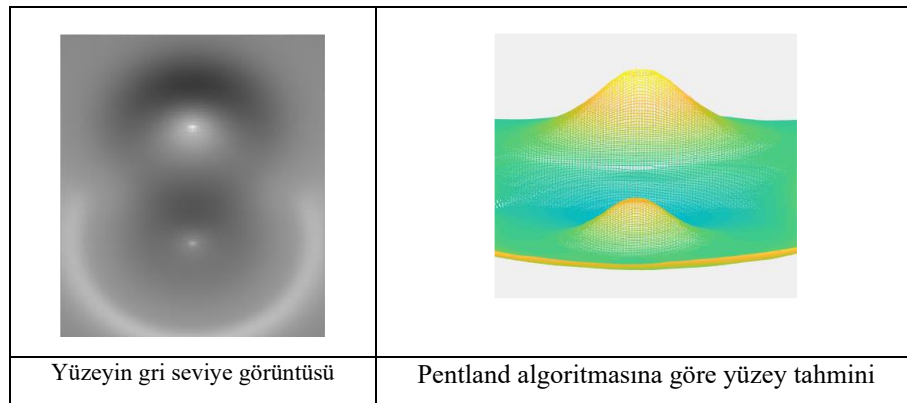 Yüzeyin gri seviye görüntüsü
Pentland algoritmasına göre yüzey tahmini